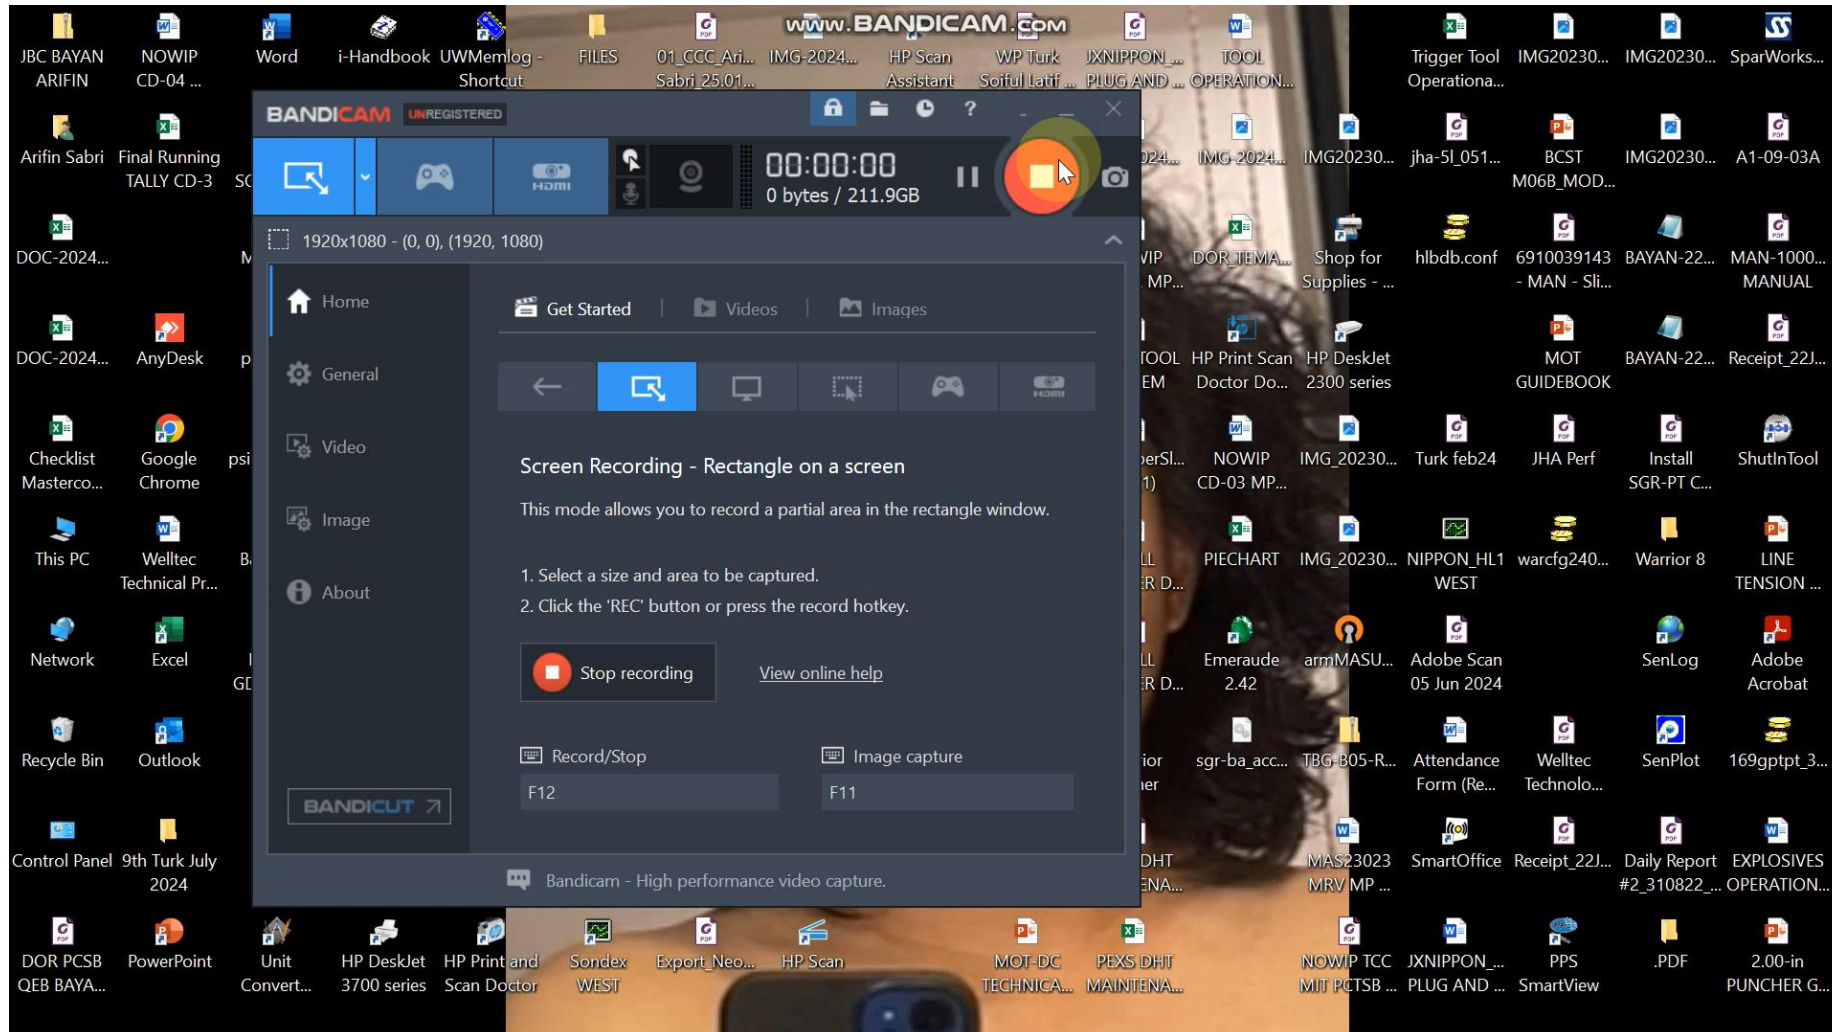 www.BANDICAM.com
JBC BAYAN
ARIFIN
NOWIP
CD-04 ...
Word
i-Handbook
UWMemlog -
Shortcut
FILES
01_CCC_Ari...
Sabri_25.01...
IMG-2024...
HP Scan
Assistant
WP Turk
Soiful Latif ...
JXNIPPON_...
PLUG AND ...
TOOL
OPERATION...
Trigger Tool
Operationa...
IMG20230...
IMG20230...
SparWorks...
BANDICAM UNREGISTERED
?
Arifin Sabri
Final Running
TALLY CD-3
HDMI
00:00:00
0 bytes / 211.9GB
IMG-2024...
IMG20230...
jha-5l_051...
BCST
M06B_MOD...
IMG20230...
A1-09-03A
1920x1080 - (0, 0), (1920, 1080)
DOC-2024...
DOR_TEMA...
Shop for
Supplies - ...
hlbdb.conf
6910039143
- MAN - Sli...
BAYAN-22...
MAN-1000...
MANUAL
Home
Get Started
Videos
Images
DOC-2024...
AnyDesk
General
HP Print Scan
Doctor Do...
HP DeskJet
2300 series
MOT
GUIDEBOOK
BAYAN-22...
Receipt_22J...
HDMI
Checklist
Masterco...
Google
Chrome
psi
Video
Screen Recording - Rectangle on a screen
This mode allows you to record a partial area in the rectangle window.
NOWIP
CD-03 MP...
IMG_20230...
Turk feb24
JHA Perf
Install
SGR-PT C...
ShutInTool
This PC
Welltec
Technical Pr...
Image
1. Select a size and area to be captured.
2. Click the 'REC' button or press the record hotkey.
PIECHART
IMG_20230...
NIPPON_HL1
WEST
warcfg240...
Warrior 8
LINE
TENSION ...
About
Network
Excel
Stop recording
View online help
Emeraude
2.42
armMASU...
Adobe Scan
05 Jun 2024
SenLog
Adobe
Acrobat
Recycle Bin
Outlook
Record/Stop
F12
Image capture
F11
sgr-ba_acc...
TBG-B05-R...
Attendance
Form (Re...
Welltec
Technolo...
SenPlot
169gptpt_3...
BANDICUT
Control Panel
9th Turk July
2024
Bandicam - High performance video capture.
MAS23023
MRV MP ...
SmartOffice
Receipt_22J...
Daily Report
#2_310822_...
EXPLOSIVES
OPERATION...
DOR PCSB
QEB BAYA...
PowerPoint
Unit
Convert...
HP DeskJet
3700 series
HP Print and
Scan Doctor
Sondex
WEST
Export_Neo...
HP Scan
MOT-DC
TECHNICA...
PEXS DHT
MAINTENA...
NOWIP TCC
MIT PCTSB ...
JXNIPPON_...
PLUG AND ...
PPS
SmartView
.PDF
2.00-in
PUNCHER G...